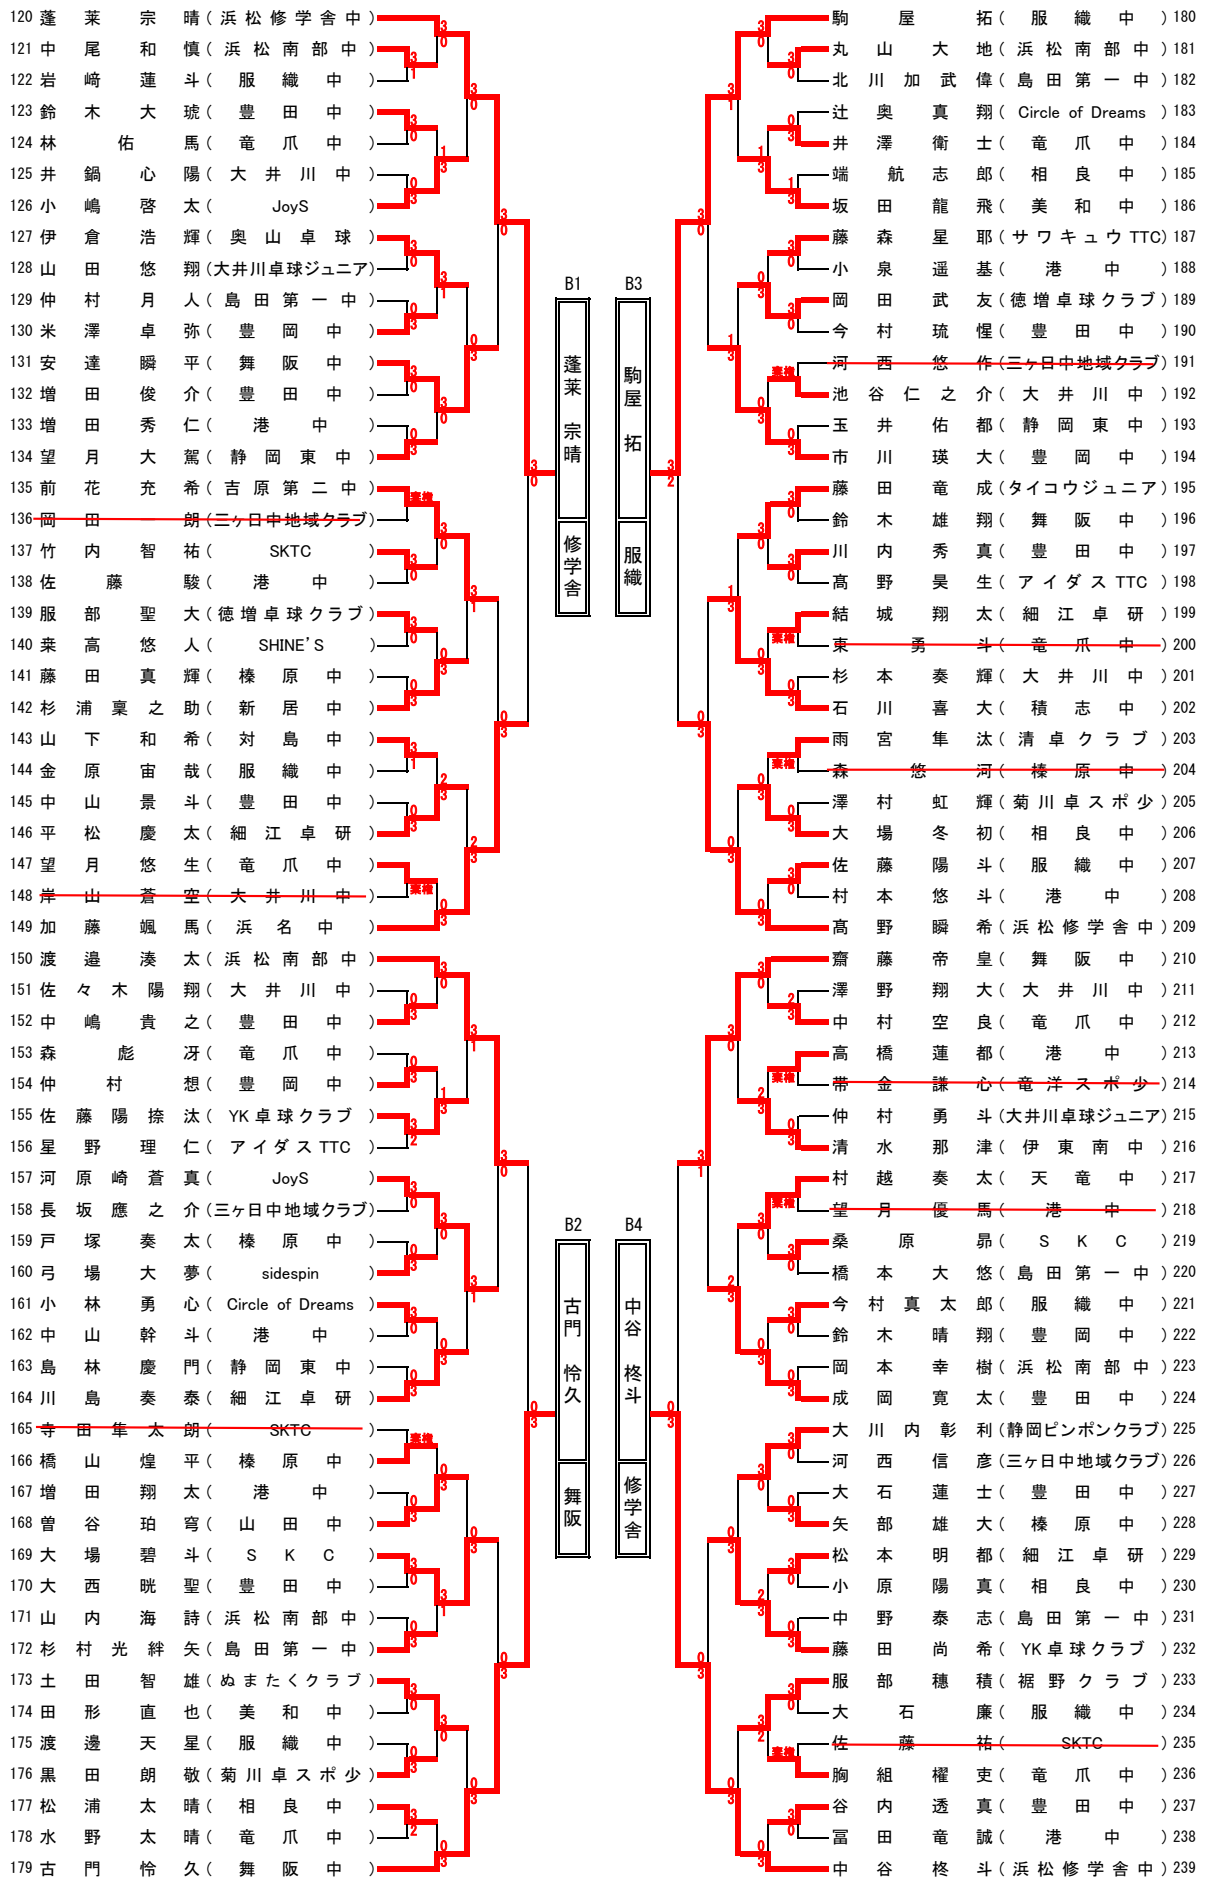 120 蓬萊宗晴(浜松修学舎中)
121 中尾和慎(浜松南部中)
122 岩﨑蓮斗(服織中)
123 鈴木大琥(豊田中)
124 林佑馬(竜爪中)
125 井鍋心陽(大井川中)
126 小嶋啓太(JoyS)
127 伊倉浩輝(奥山卓球)
128 山田悠翔(大井川卓球ジュニア)
129 仲村月人(島田第一中)
130 米澤卓弥(豊岡中)
131 安達瞬平(舞阪中)
132 増田俊介(豊田中)
133 増田秀仁(港中)
134 望月大駕(静岡東中)
135 前花充希(吉原第二中)
136 岡田一朗(三ヶ日中地域クラブ)
137 竹内智祐(SKTC)
138 佐藤駿(港中)
139 服部聖大(徳増卓球クラブ)
140 桒高悠人(SHINE'S)
141 藤田真輝(榛原中)
142 杉浦稟之助(新居中)
143 山下和希(対島中)
144 金原宙哉(服織中)
145 中山景斗(豊田中)
146 平松慶太(細江卓研)
147 望月悠生(竜爪中)
148 岸山蒼空(大井川中)
149 加藤颯馬(浜名中)
150 渡邉湊太(浜松南部中)
151 佐々木陽翔(大井川中)
152 中嶋貴之(豊田中)
153 森彪冴(竜爪中)
154 仲村想(豊岡中)
155 佐藤陽捺汰(YK卓球クラブ)
156 星野理仁(アイダスTTC)
157 河原崎蒼真(JoyS)
158 長坂應之介(三ヶ日中地域クラブ)
159 戸塚奏太(榛原中)
160 弓場大夢(sidespin)
161 小林勇心(Circle of Dreams)
162 中山幹斗(港中)
163 島林慶門(静岡東中)
164 川島奏泰(細江卓研)
165 寺田隼太朗(SKTC)
166 橋山煌平(榛原中)
167 増田翔太(港中)
168 曽谷珀穹(山田中)
169 大場碧斗(SKC)
170 大西晄聖(豊田中)
171 山内海詩(浜松南部中)
172 杉村光絆矢(島田第一中)
173 土田智雄(ぬまたくクラブ)
174 田形直也(美和中)
175 渡邊天星(服織中)
176 黒田朗敬(菊川卓スポ少)
177 松浦太晴(相良中)
178 水野太晴(竜爪中)
179 古門怜久(舞阪中)
B1
蓬萊 宗晴
修学舎
B3
駒屋 拓
服織
B2
古門 怜久
舞阪
B4
中谷 柊斗
修学舎
駒屋拓(服織中)180
丸山大地(浜松南部中)181
北川加武偉(島田第一中)182
辻奥真翔(Circle of Dreams)183
井澤衛士(竜爪中)184
端航志郎(相良中)185
坂田龍飛(美和中)186
藤森星耶(サワキュウTTC)187
小泉遥基(港中)188
岡田武友(徳増卓球クラブ)189
今村琉惺(豊田中)190
河西悠作(三ヶ日中地域クラブ)191
池谷仁之介(大井川中)192
玉井佑都(静岡東中)193
市川瑛大(豊岡中)194
藤田竜成(タイコウジュニア)195
鈴木雄翔(舞阪中)196
川内秀真(豊田中)197
髙野昊生(アイダスTTC)198
結城翔太(細江卓研)199
東勇斗(竜爪中)200
杉本奏輝(大井川中)201
石川喜大(積志中)202
雨宮隼汰(清卓クラブ)203
森悠河(榛原中)204
澤村虹輝(菊川卓スポ少)205
大場冬初(相良中)206
佐藤陽斗(服織中)207
村本悠斗(港中)208
髙野瞬希(浜松修学舎中)209
齋藤帝皇(舞阪中)210
澤野翔大(大井川中)211
中村空良(竜爪中)212
高橋蓮都(港中)213
帯金謙心(竜洋スポ少)214
仲村勇斗(大井川卓球ジュニア)215
清水那津(伊東南中)216
村越奏太(天竜中)217
望月優馬(港中)218
桑原昴(SKC)219
橋本大悠(島田第一中)220
今村真太郎(服織中)221
鈴木晴翔(豊岡中)222
岡本幸樹(浜松南部中)223
成岡寛太(豊田中)224
大川内彰利(静岡ピンポンクラブ)225
河西信彦(三ヶ日中地域クラブ)226
大石蓮士(豊田中)227
矢部雄大(榛原中)228
松本明都(細江卓研)229
小原陽真(相良中)230
中野泰志(島田第一中)231
藤田尚希(YK卓球クラブ)232
服部穂積(裾野クラブ)233
大石廉(服織中)234
佐藤祐(SKTC)235
胸組櫂吏(竜爪中)236
谷内透真(豊田中)237
冨田竜誠(港中)238
中谷柊斗(浜松修学舎中)239